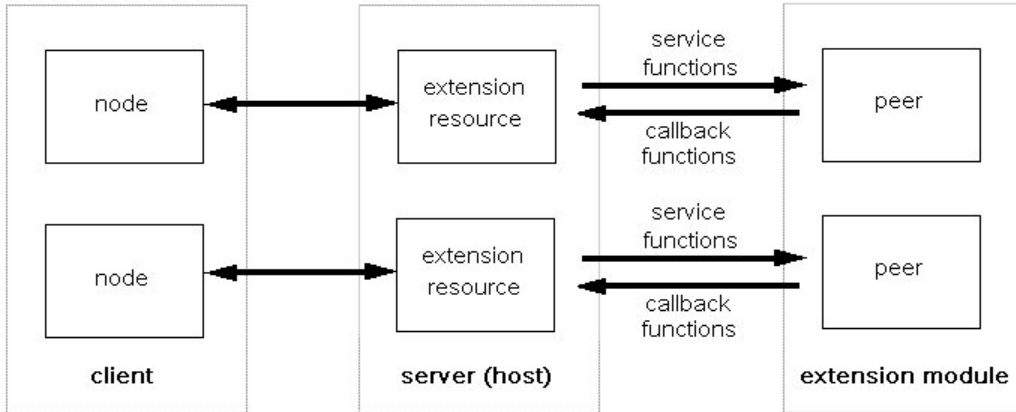 service
functions
node
extension
resource
peer
callback
functions
service
functions
node
extension
resource
peer
callback
functions
client
server (host)
extension module